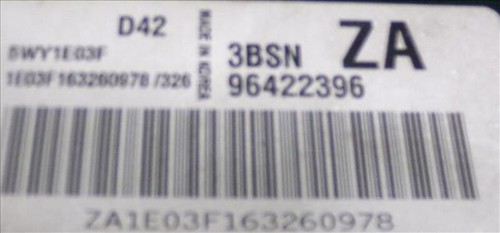 D42
MADE IN KOREA
3BSN
ZA
5WY1E03F
1E03F163260978 /326
96422396
ZA1E03F163260978